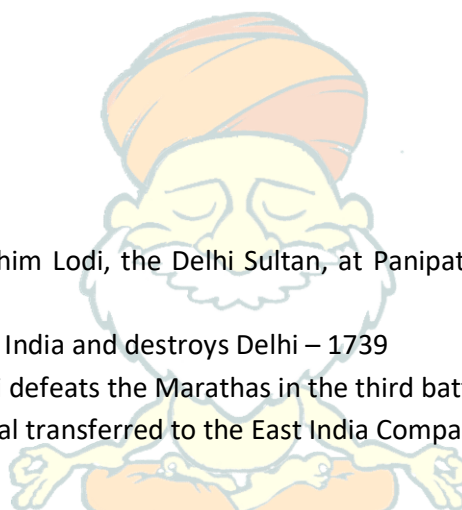 him Lodi, the Delhi Sultan, at Panipat
India and destroys Delhi – 1739
defeats the Marathas in the third bat
al transferred to the East India Compa